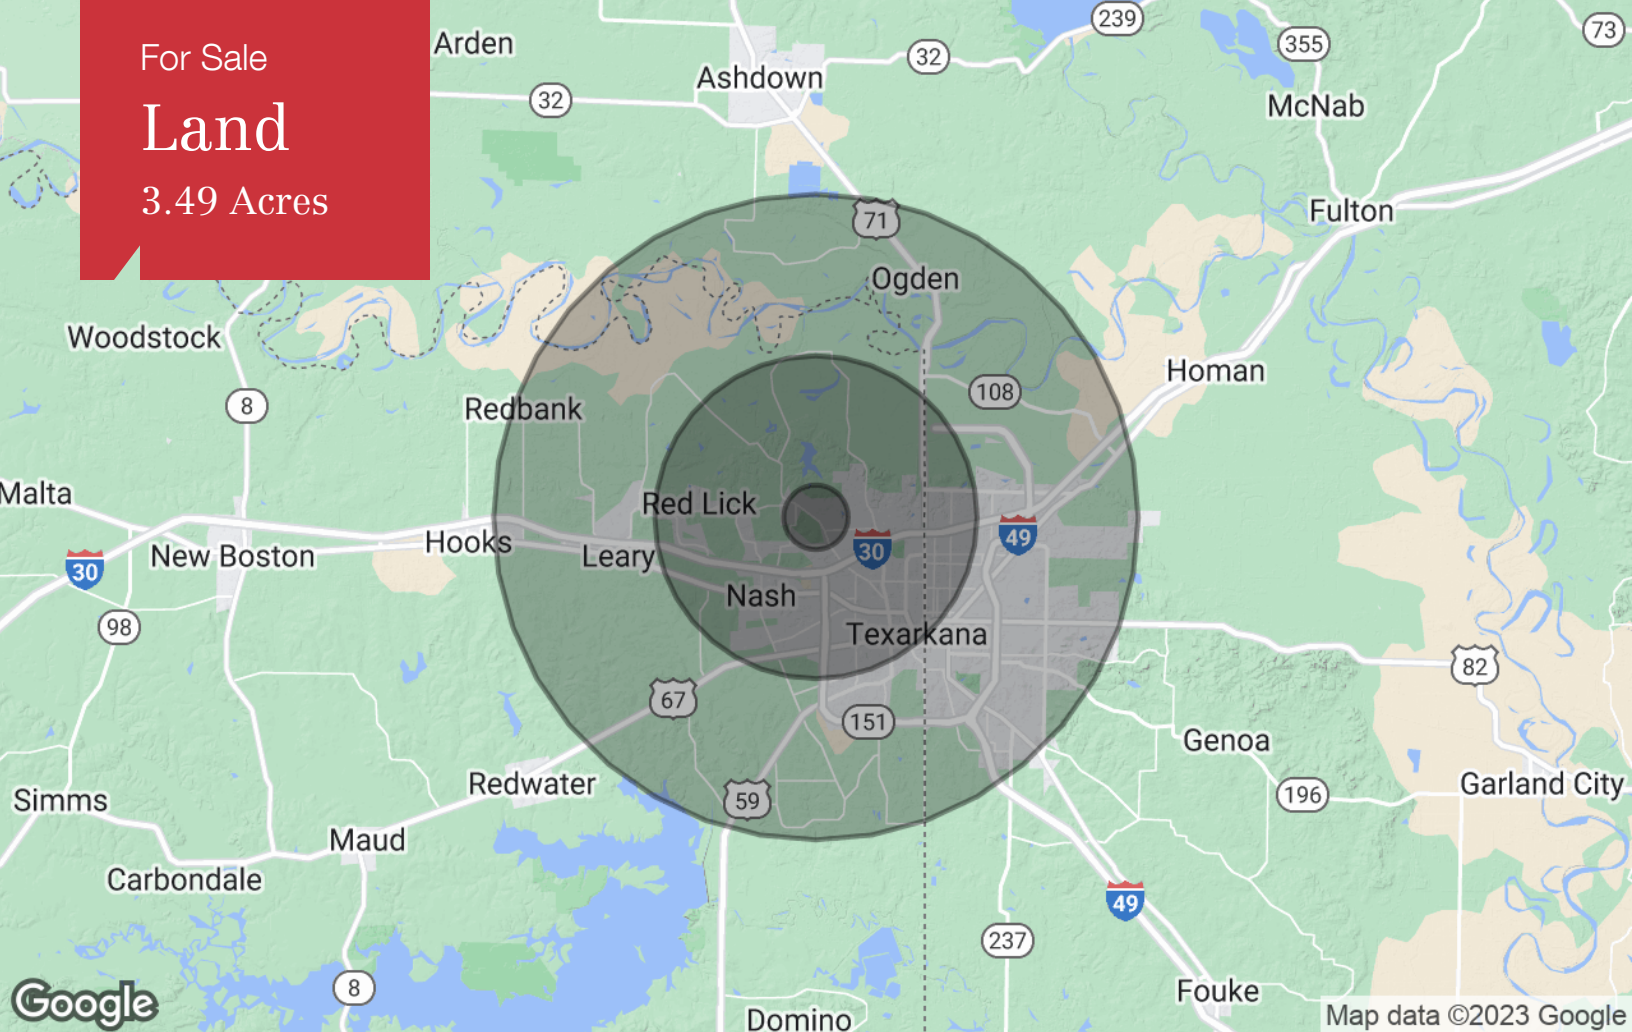 For Sale
Land
3.49 Acres
Arden
239
73
32
355
Ashdown
32
McNab
71
Fulton
Ogden
Woodstock
Homan
108
8
Redbank
Malta
Red Lick
49
Hooks
30
New Boston
Leary
30
Nash
98
Texarkana
82
67
151
Genoa
Redwater
Garland City
196
Simms
59
Maud
Carbondale
49
237
8
Fouke
Google
Domino
Map data ©2023 Google